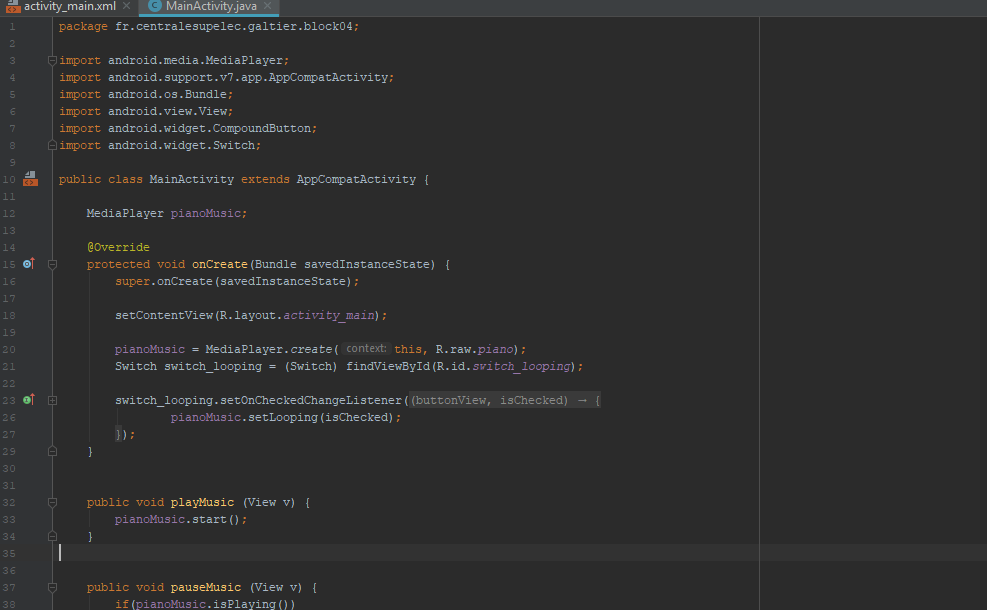 activity_main.xml × MainActivity.java ×
1 package fr.centralesupelec.galtier.block04;
2
3 import android.media.MediaPlayer;
4 import android.support.v7.app.AppCompatActivity;
5 import android.os.Bundle;
6 import android.view.View;
7 import android.widget.CompoundButton;
8 import android.widget.Switch;
9
10 public class MainActivity extends AppCompatActivity {
11
12 MediaPlayer pianoMusic;
13
14 @Override
15 protected void onCreate(Bundle savedInstanceState) {
16 super.onCreate(savedInstanceState);
17
18 setContentView(R.layout.activity_main);
19
20 pianoMusic = MediaPlayer.create( context: this, R.raw.piano);
21 Switch switch_looping = (Switch) findViewById(R.id.switch_looping);
22
23 switch_looping.setOnCheckedChangeListener((buttonView, isChecked) → {
26 pianoMusic.setLooping(isChecked);
27 });
29 }
30
31
32 public void playMusic (View v) {
33 pianoMusic.start();
34 }
35
36
37 public void pauseMusic (View v) {
38 if(pianoMusic.isPlaying())